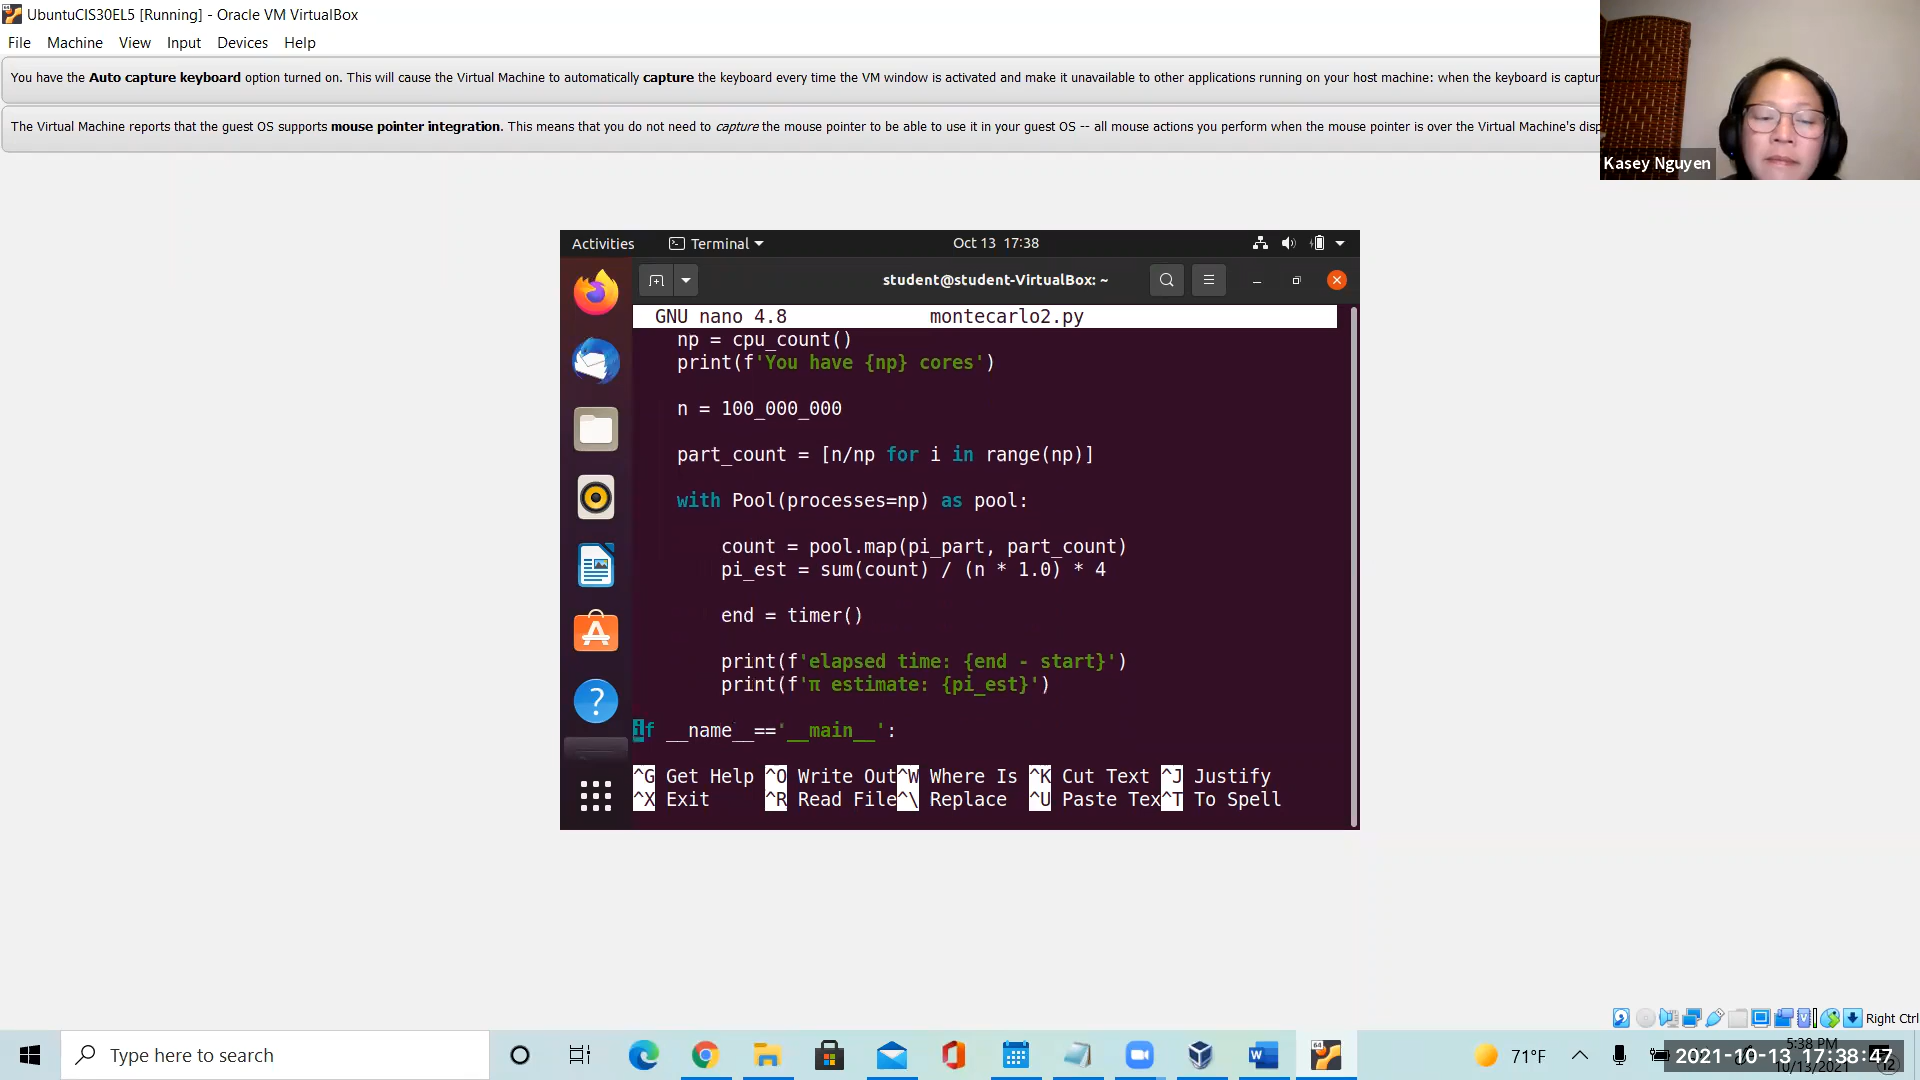 UbuntuCIS30EL5 [Running] - Oracle VM VirtualBox
File Machine View Input Devices Help
You have the Auto capture keyboard option turned on. This will cause the Virtual Machine to automatically capture the keyboard every time the VM window is activated and make it unavailable to other applications running on your host machine: when the keyboard is captur
The Virtual Machine reports that the guest OS supports mouse pointer integration. This means that you do not need to capture the mouse pointer to be able to use it in your guest OS -- all mouse actions you perform when the mouse pointer is over the Virtual Machine's disp
Kasey Nguyen
Activities Terminal Oct 13 17:38
student@student-VirtualBox: ~
GNU nano 4.8 montecarlo2.py
np = cpu_count()
print(f'You have {np} cores')
n = 100_000_000
part_count = [n/np for i in range(np)]
with Pool(processes=np) as pool:
count = pool.map(pi_part, part_count)
pi_est = sum(count) / (n * 1.0) * 4
end = timer()
print(f'elapsed time: {end - start}')
print(f'π estimate: {pi_est}')
if __name__=='__main__':
^G Get Help ^O Write Out ^W Where Is ^K Cut Text ^J Justify
^X Exit ^R Read File ^\ Replace ^U Paste Tex ^T To Spell
Right Ctrl
Type here to search
71°F
5:38 PM
2021-10-13 17:38:47
10/13/2021